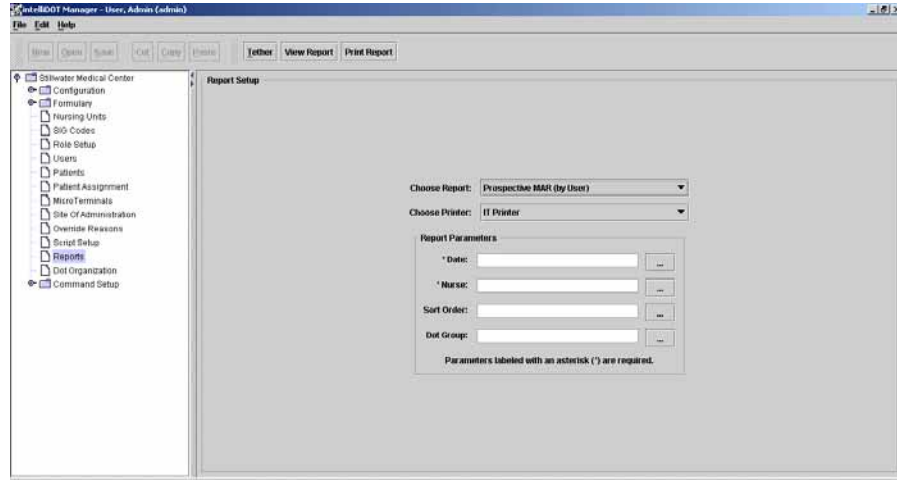 intelliDOT Manager - User, Admin (admin)
File Edit Help
New Open Save Cut Copy Paste Tether View Report Print Report
Stillwater Medical Center
Configuration
Formulary
Nursing Units
SIG Codes
Role Setup
Users
Patients
Patient Assignment
MicroTerminals
Site Of Administration
Override Reasons
Script Setup
Reports
Dot Organization
Command Setup
Report Setup
Choose Report: Prospective MAR (by User)
Choose Printer: IT Printer
Report Parameters
* Date: ...
* Nurse: ...
Sort Order: ...
Dot Group: ...
Parameters labeled with an asterisk (*) are required.